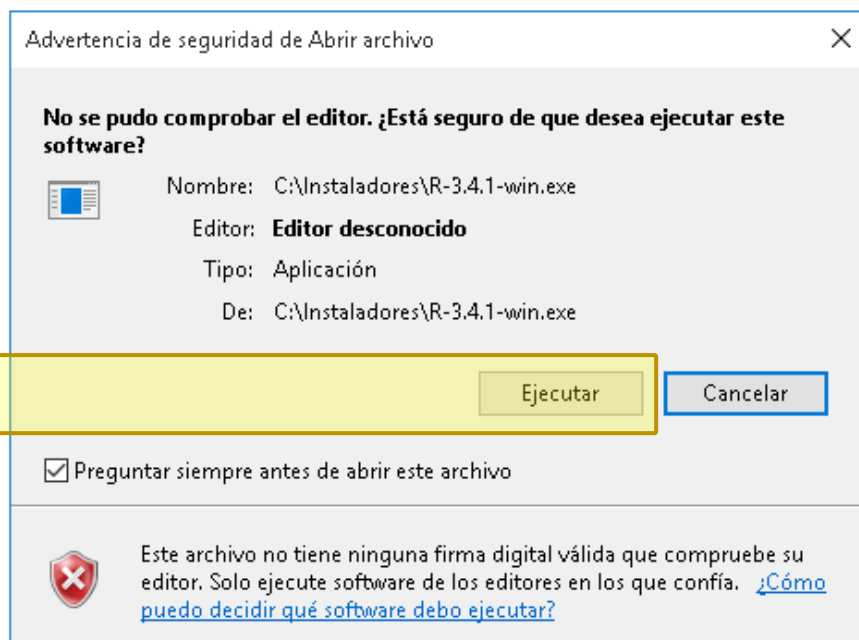 Advertencia de seguridad de Abrir archivo
No se pudo comprobar el editor. ¿Está seguro de que desea ejecutar este
software?
Nombre: C:\Instaladores\R-3.4.1-win.exe
Editor: Editor desconocido
Tipo: Aplicación
De: C:\Instaladores\R-3.4.1-win.exe
Ejecutar Cancelar
Preguntar siempre antes de abrir este archivo
Este archivo no tiene ninguna firma digital válida que compruebe su
editor. Solo ejecute software de los editores en los que confía. ¿Cómo
puedo decidir qué software debo ejecutar?